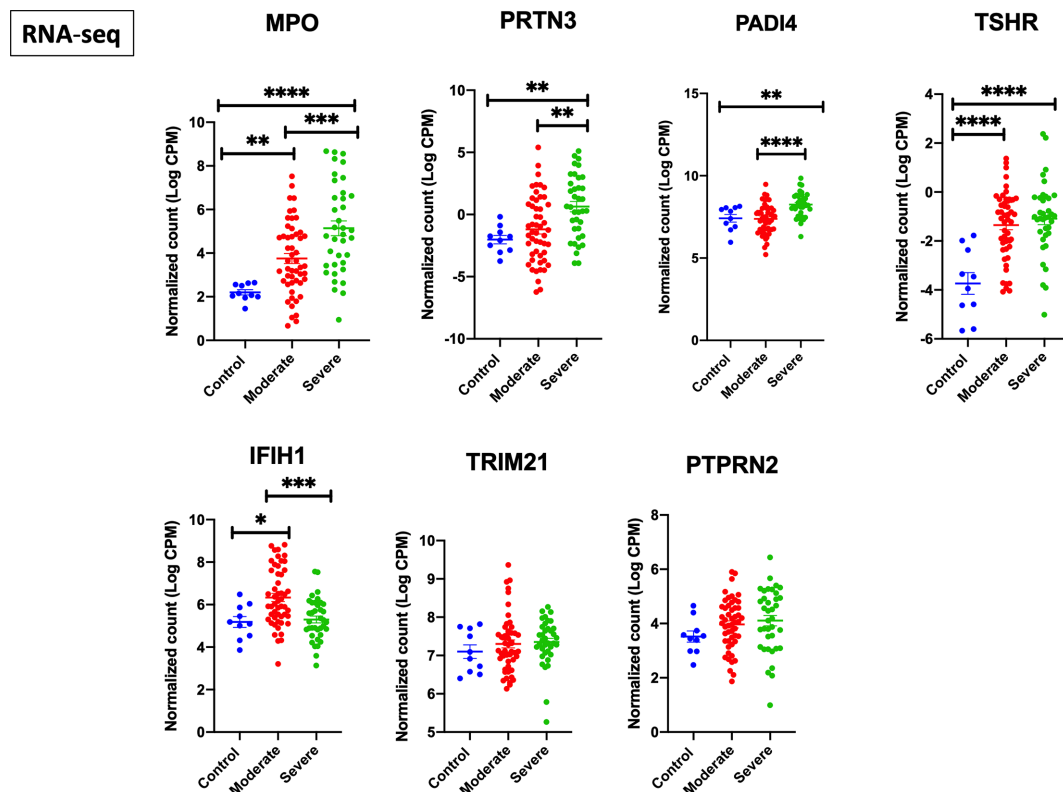 RNA-seq
MPO
PRTN3
PADI4
TSHR
Normalized count (Log CPM)
10
8
6
4
2
0
****
***
**
Control
Moderate
Severe
Normalized count (Log CPM)
10
5
0
-5
-10
**
**
Control
Moderate
Severe
Normalized count (Log CPM)
15
10
5
0
**
****
Control
Moderate
Severe
Normalized count (Log CPM)
4
2
0
-2
-4
-6
****
****
Control
Moderate
Severe
IFIH1
TRIM21
PTPRN2
Normalized count (Log CPM)
10
8
6
4
2
0
***
*
Control
Moderate
Severe
Normalized count (Log CPM)
10
9
8
7
6
5
Control
Moderate
Severe
Normalized count (Log CPM)
8
6
4
2
0
Control
Moderate
Severe